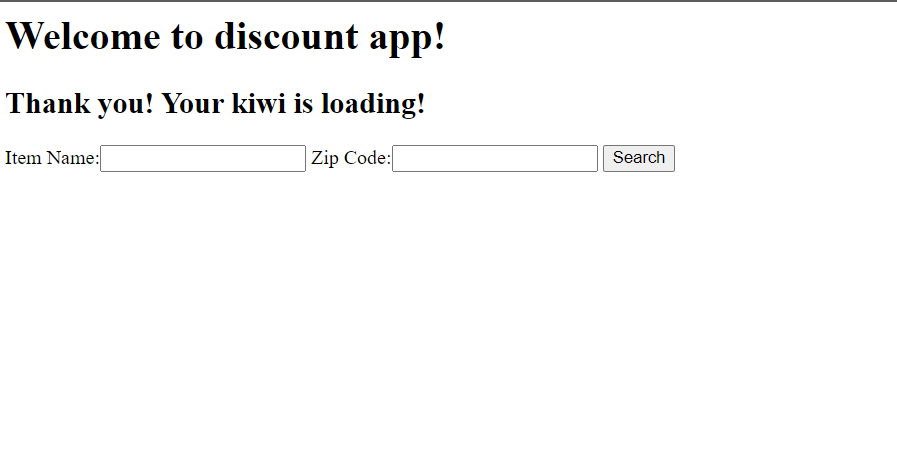 Welcome to discount app!
Thank you! Your kiwi is loading!
Item Name: Zip Code: Search